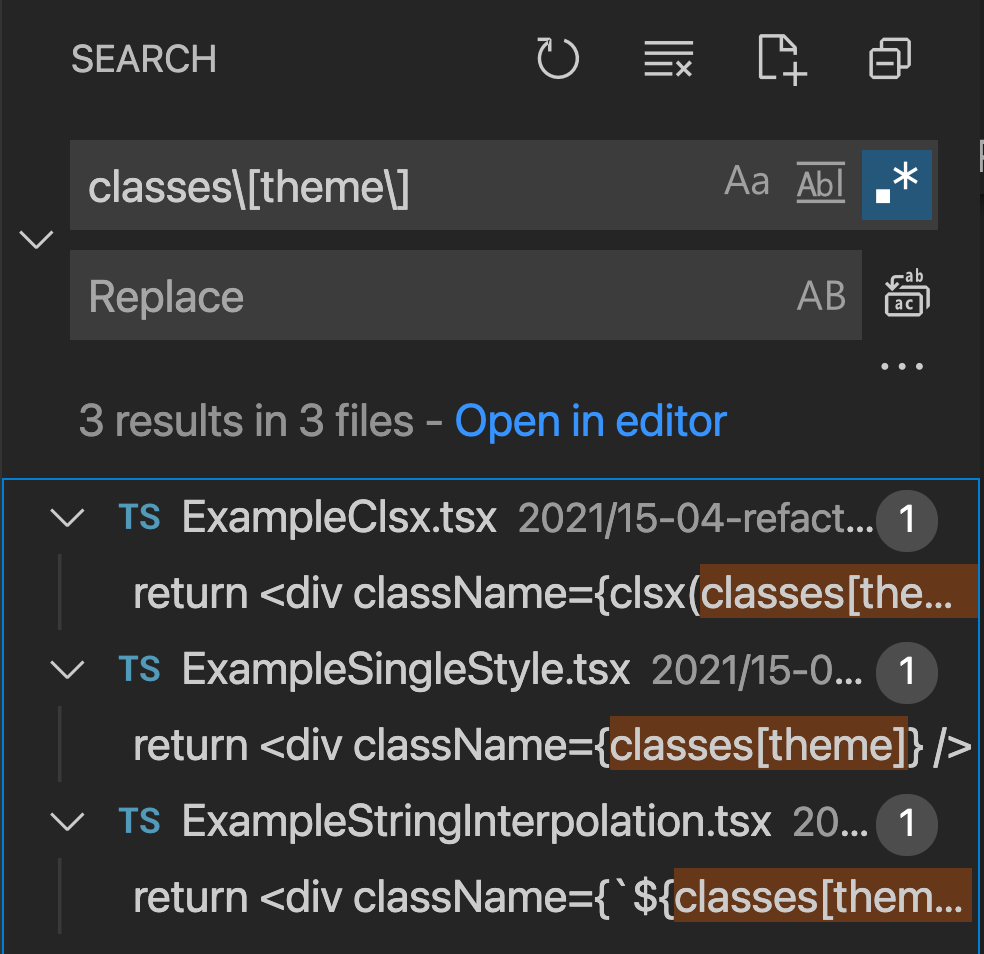 SEARCH
classes\[theme\] Aa Abl .*
Replace AB ab ac
...
3 results in 3 files - Open in editor
TS ExampleClsx.tsx 2021/15-04-refact... 1
return <div className={clsx(classes[the...
TS ExampleSingleStyle.tsx 2021/15-0... 1
return <div className={classes[theme]} />
TS ExampleStringInterpolation.tsx 20... 1
return <div className={`${classes[them...